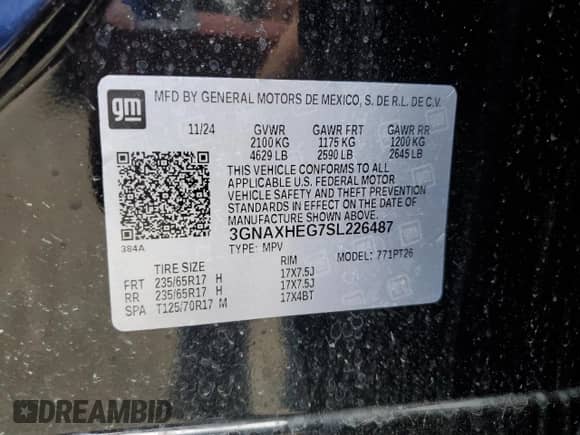 gm
MFD BY GENERAL MOTORS DE MEXICO, S. DE R.L. DE C.V.
11/24 GVWR GAWR FRT GAWR RR
2100 KG 1175 KG 1200 KG
4629 LB 2590 LB 2645 LB
THIS VEHICLE CONFORMS TO ALL
APPLICABLE U.S. FEDERAL MOTOR
VEHICLE SAFETY AND THEFT PREVENTION
STANDARDS IN EFFECT ON THE DATE OF
MANUFACTURE SHOWN ABOVE.
384A
3GNAXHEG7SL226487
TYPE: MPV MODEL: 771PT26
TIRE SIZE RIM
FRT 235/65R17 H 17X7.5J
RR 235/65R17 H 17X7.5J
SPA T125/70R17 M 17X4BT
DREAMBID